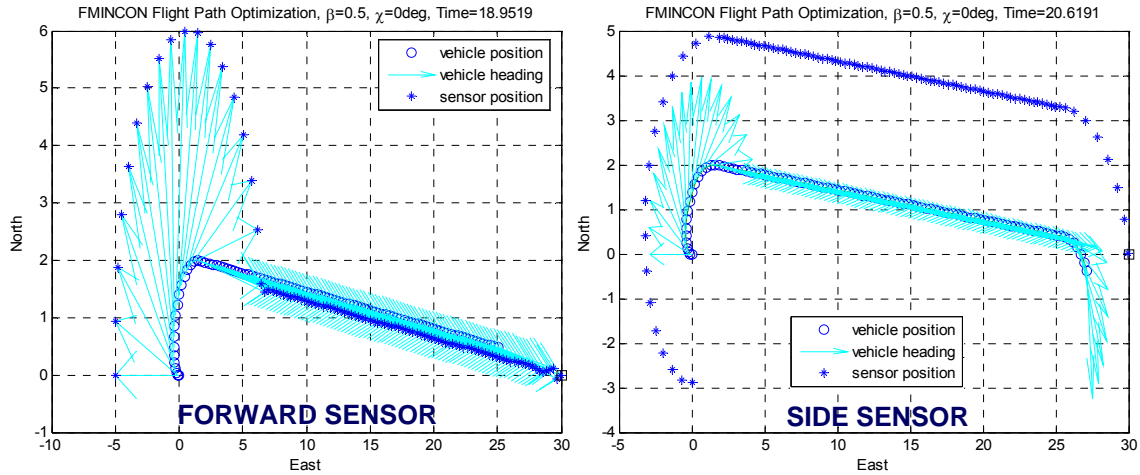 FMINCON Flight Path Optimization, β=0.5, χ=0deg, Time=18.9519
6
5
4
3
2
1
0
-1
North
vehicle position
vehicle heading
sensor position
FORWARD SENSOR
-10
-5
0
5
10
15
20
25
30
East
FMINCON Flight Path Optimization, β=0.5, χ=0deg, Time=20.6191
5
4
3
2
1
0
-1
-2
-3
-4
North
vehicle position
vehicle heading
sensor position
SIDE SENSOR
-5
0
5
10
15
20
25
30
East